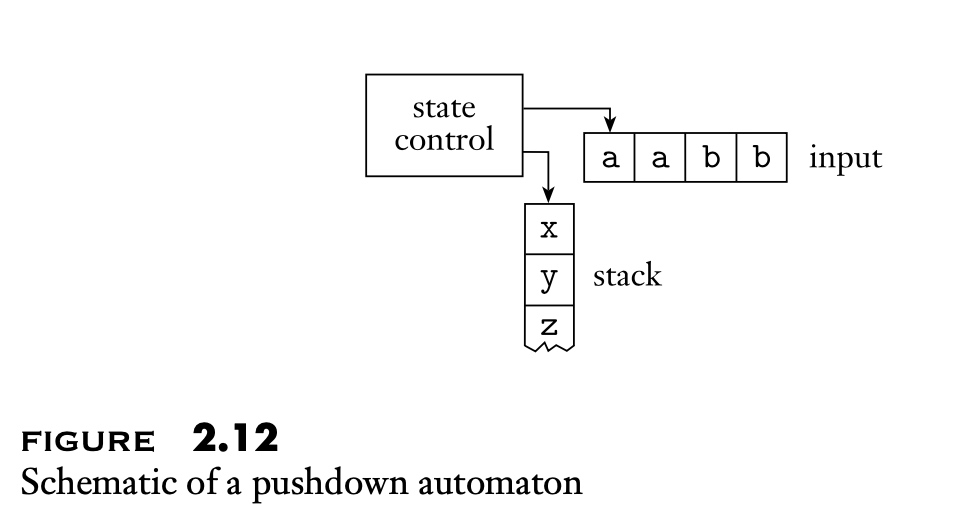 state
control
a a b b
input
x
y
z
stack
FIGURE 2.12
Schematic of a pushdown automaton